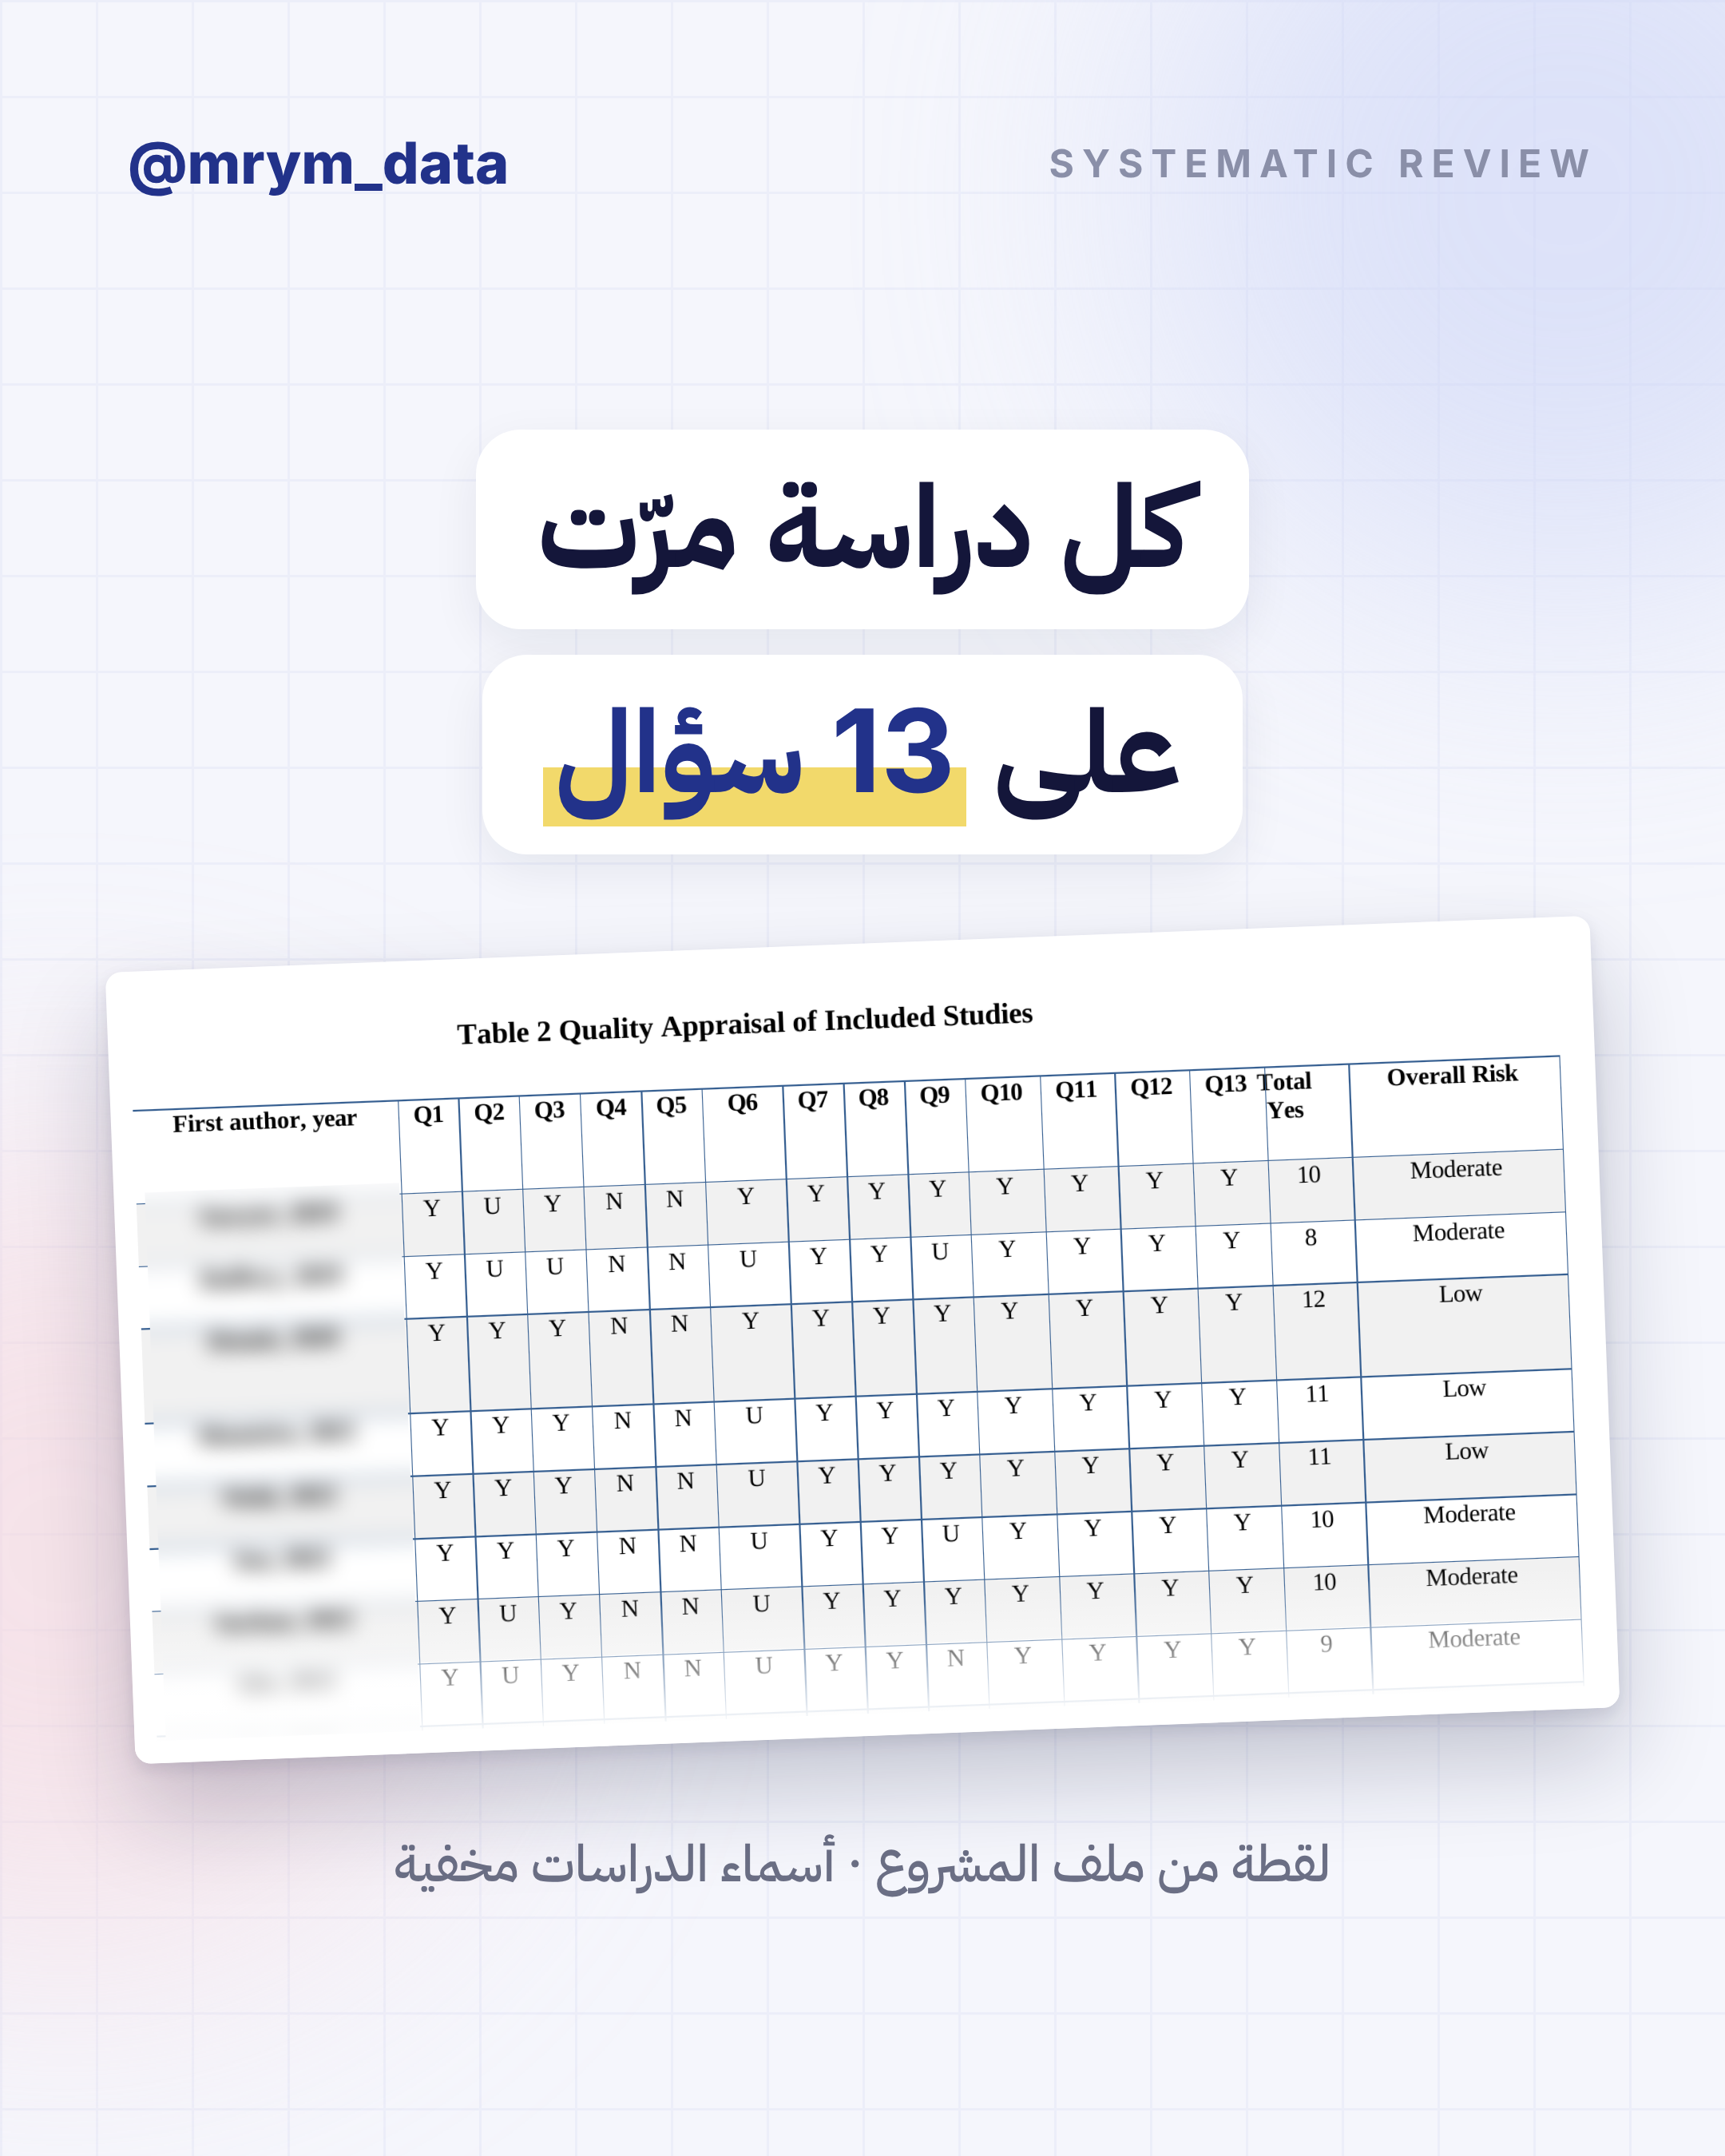 @mrym_data
SYSTEMATIC REVIEW
كل دراسة مرّت
على 13 سؤال
Table 2 Quality Appraisal of Included Studies
First author, year Q1 Q2 Q3 Q4 Q5 Q6 Q7 Q8 Q9 Q10 Q11 Q12 Q13 Total Yes Overall Risk
Y U Y N N Y Y Y Y Y Y Y Y 10 Moderate
Y U U N N U Y Y U Y Y Y Y 8 Moderate
Y Y Y N N Y Y Y Y Y Y Y Y 12 Low
Y Y Y N N U Y Y Y Y Y Y Y 11 Low
Y Y Y N N U Y Y Y Y Y Y Y 11 Low
Y Y Y N N U Y Y U Y Y Y Y 10 Moderate
Y U Y N N U Y Y Y Y Y Y Y 10 Moderate
Y U Y N N U Y Y N Y Y Y Y 9 Moderate
لقطة من ملف المشروع · أسماء الدراسات مخفية